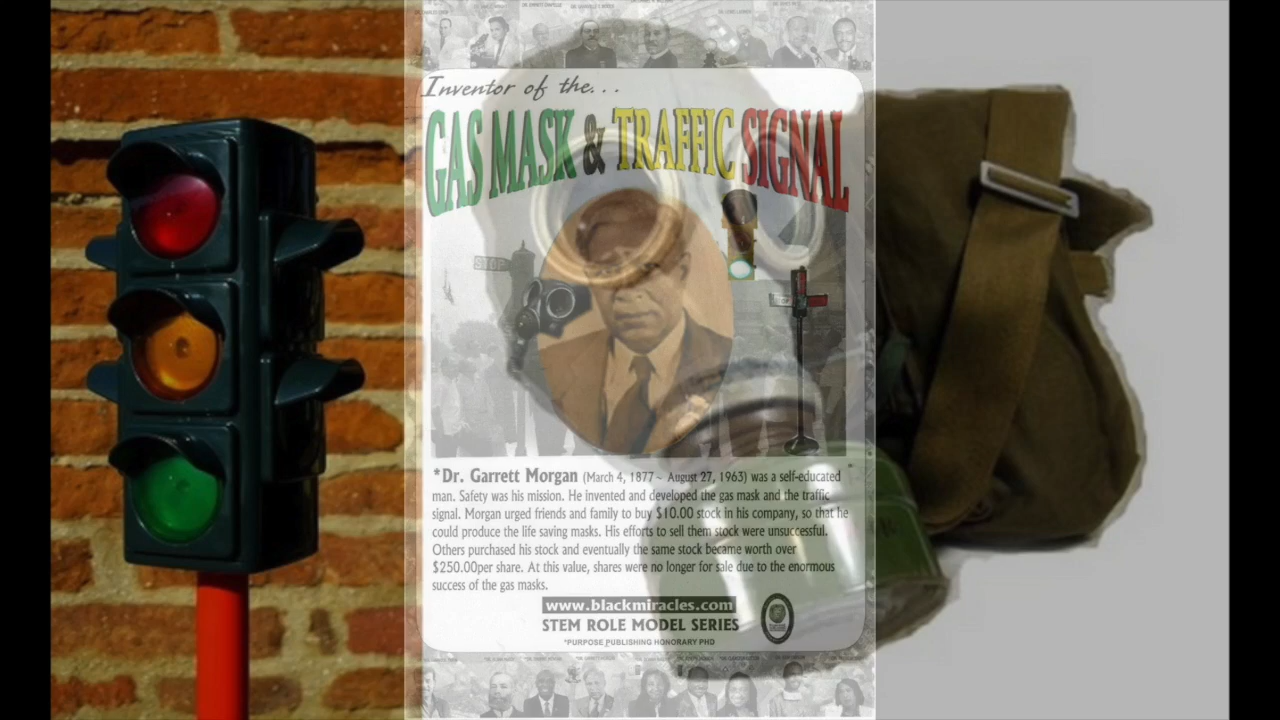 Inventor of the...
GAS MASK & TRAFFIC SIGNAL
STOP
*Dr. Garrett Morgan (March 4, 1877 ~ August 27, 1963) was a self-educated
man. Safety was his mission. He invented and developed the gas mask and the traffic
signal. Morgan urged friends and family to buy $10.00 stock in his company, so that he
could produce the life saving masks. His efforts to sell them stock were unsuccessful.
Others purchased his stock and eventually the same stock became worth over
$250.00per share. At this value, shares were no longer for sale due to the enormous
success of the gas masks.
www.blackmiracles.com
STEM ROLE MODEL SERIES
*PURPOSE PUBLISHING HONORARY PHD